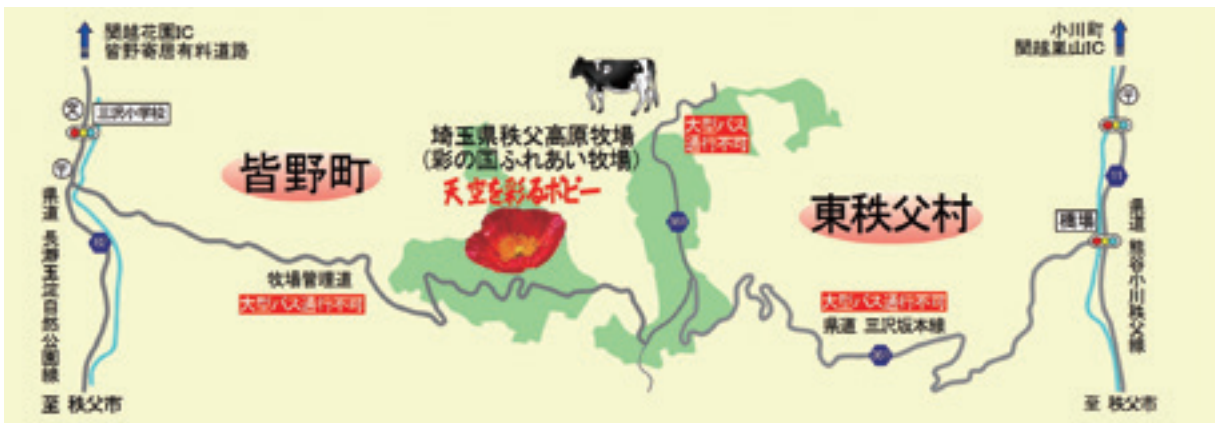 関越花園IC
皆野寄居有料道路
文
三沢小学校
〒
皆野町
県道 長瀞玉淀自然公園線
82
至 秩父市
埼玉県秩父高原牧場
(彩の国ふれあい牧場)
天空を彩るポピー
牧場管理道
大型バス通行不可
大型バス
通行不可
東秩父村
大型バス通行不可
県道 三沢坂本線
361
小川町
関越嵐山IC
〒
11
県道 熊谷小川秩父線
至 秩父市